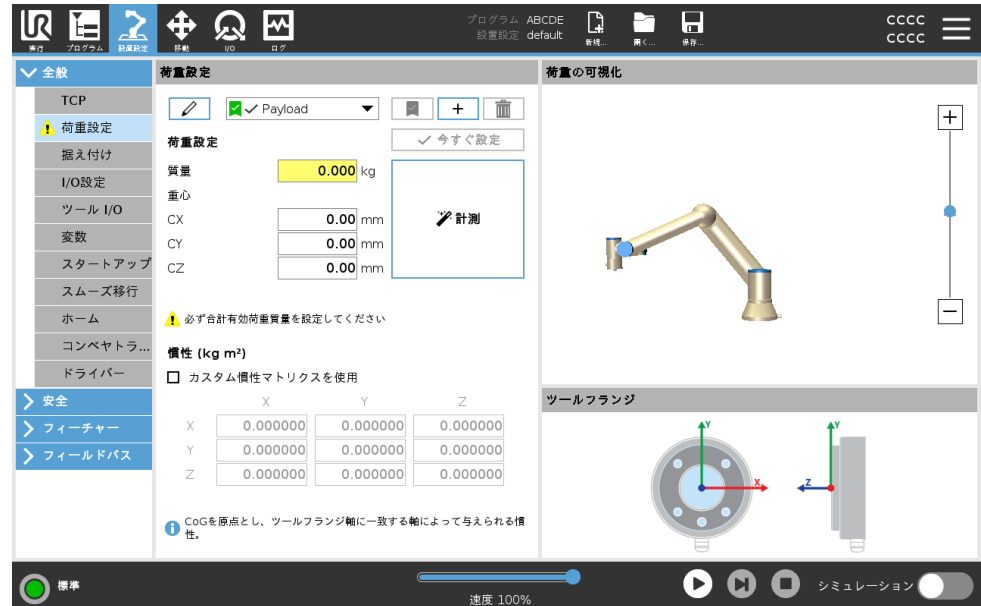 UR
実行
プログラム
設置設定
移動
I/O
ログ
プログラム ABCDE
設置設定 default
新規...
開く...
保存...
CCCC
CCCC
全般
TCP
荷重設定
据え付け
I/O設定
ツール I/O
変数
スタートアップ
スムーズ移行
ホーム
コンベヤトラ...
ドライバー
安全
フィーチャー
フィールドバス
荷重設定
Payload
荷重設定
今すぐ設定
質量 0.000 kg
重心
CX 0.00 mm
CY 0.00 mm
CZ 0.00 mm
計測
必ず合計有効荷重質量を設定してください
慣性 (kg m²)
カスタム慣性マトリクスを使用
X Y Z
X 0.000000 0.000000 0.000000
Y 0.000000 0.000000 0.000000
Z 0.000000 0.000000 0.000000
CoGを原点とし、ツールフランジ軸に一致する軸によって与えられる慣
性。
荷重の可視化
ツールフランジ
Y
X
Y
Z
標準
速度 100%
シミュレーション